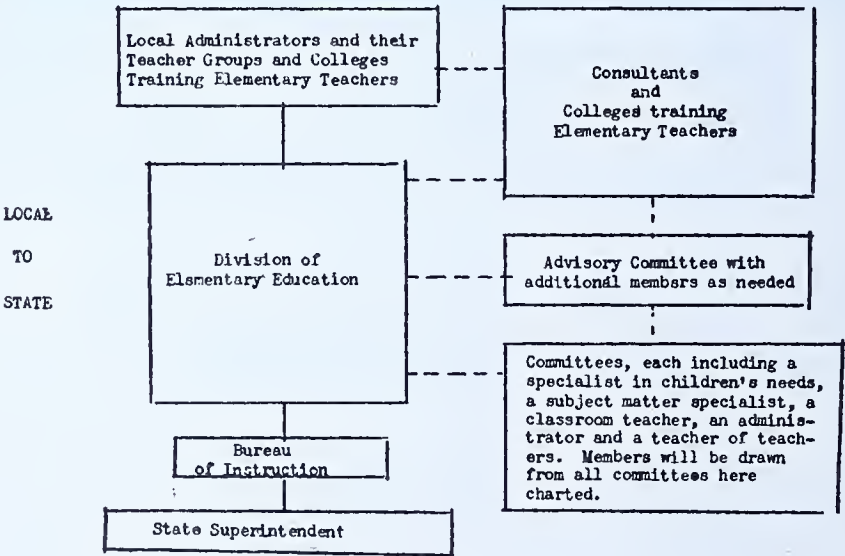 Local Administrators and their
Teacher Groups and Colleges
Training Elementary Teachers
Consultants
and
Colleges training
Elementary Teachers
LOCAL
TO
STATE
Division of
Elsmentary Education
Advisory Committee with
additional membsrs as needed
Committees, each including a
specialist in children's needs,
a subject matter specialist, a
classroom teacher, an adminis-
trator and a teacher of teach-
ers. Members will be drawn
from all committees here
charted.
Bureau
of Instruction
State Superintendent